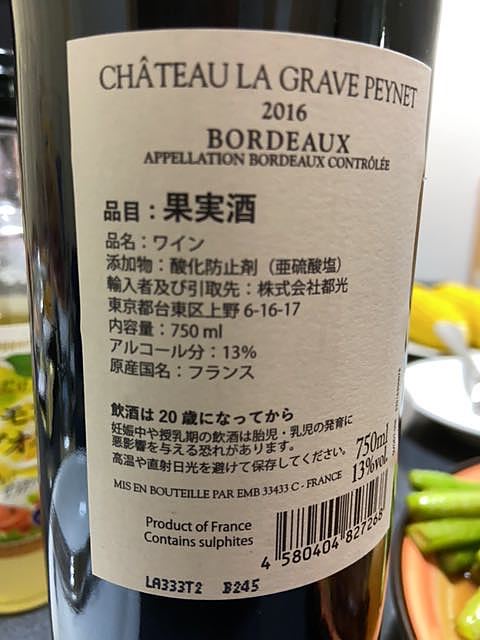 CHÂTEAU LA GRAVE PEYNET
2016
BORDEAUX
APPELLATION BORDEAUX CONTRÔLÉE
品目：果実酒
品名：ワイン
添加物：酸化防止剤（亜硫酸塩）
輸入者及び引取先：株式会社都光
東京都台東区上野 6-16-17
内容量：750 ml
アルコール分：13%
原産国名：フランス
飲酒は 20 歳になってから
妊娠中や授乳期の飲酒は胎児・乳児の発育に
悪影響を与える恐れがあります。
高温や直射日光を避けて保存してください。
750ml
13%vol.
MIS EN BOUTEILLE PAR EMB 33433 C - FRANCE
Product of France
Contains sulphites
4 580404 827268
LA333T2 B245